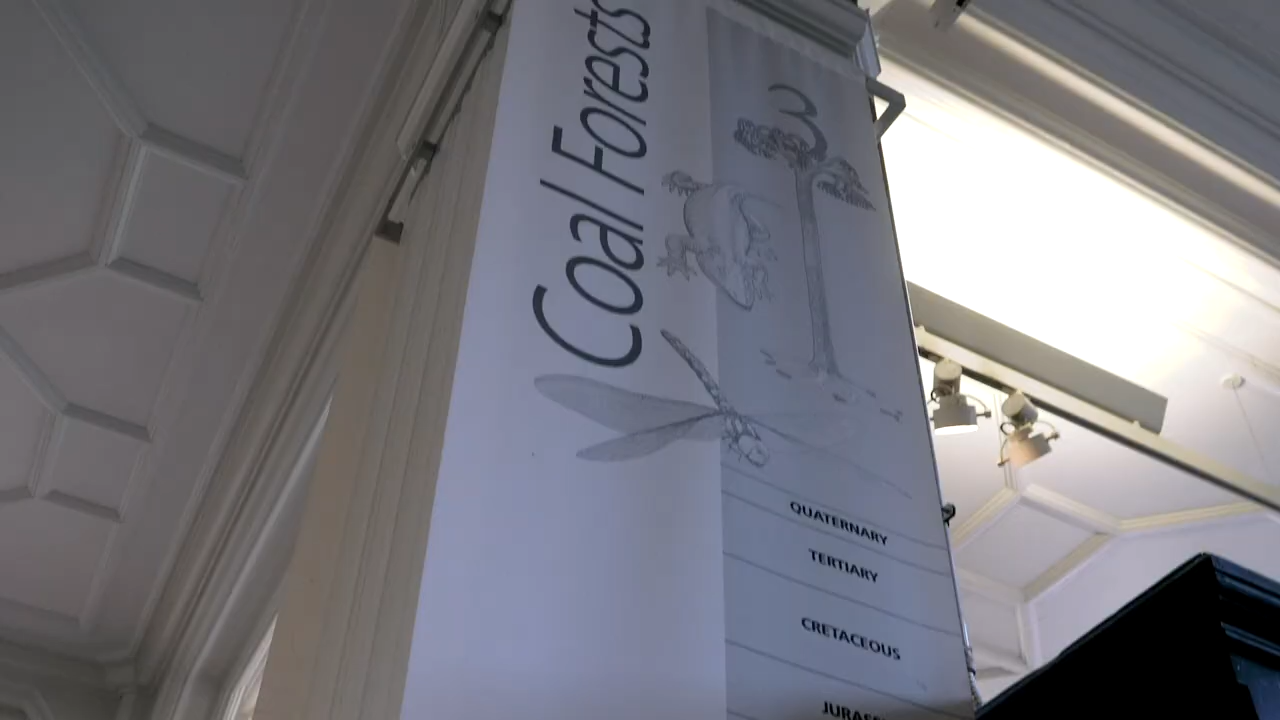 Coal Forests
3
QUATERNARY
TERTIARY
CRETACEOUS